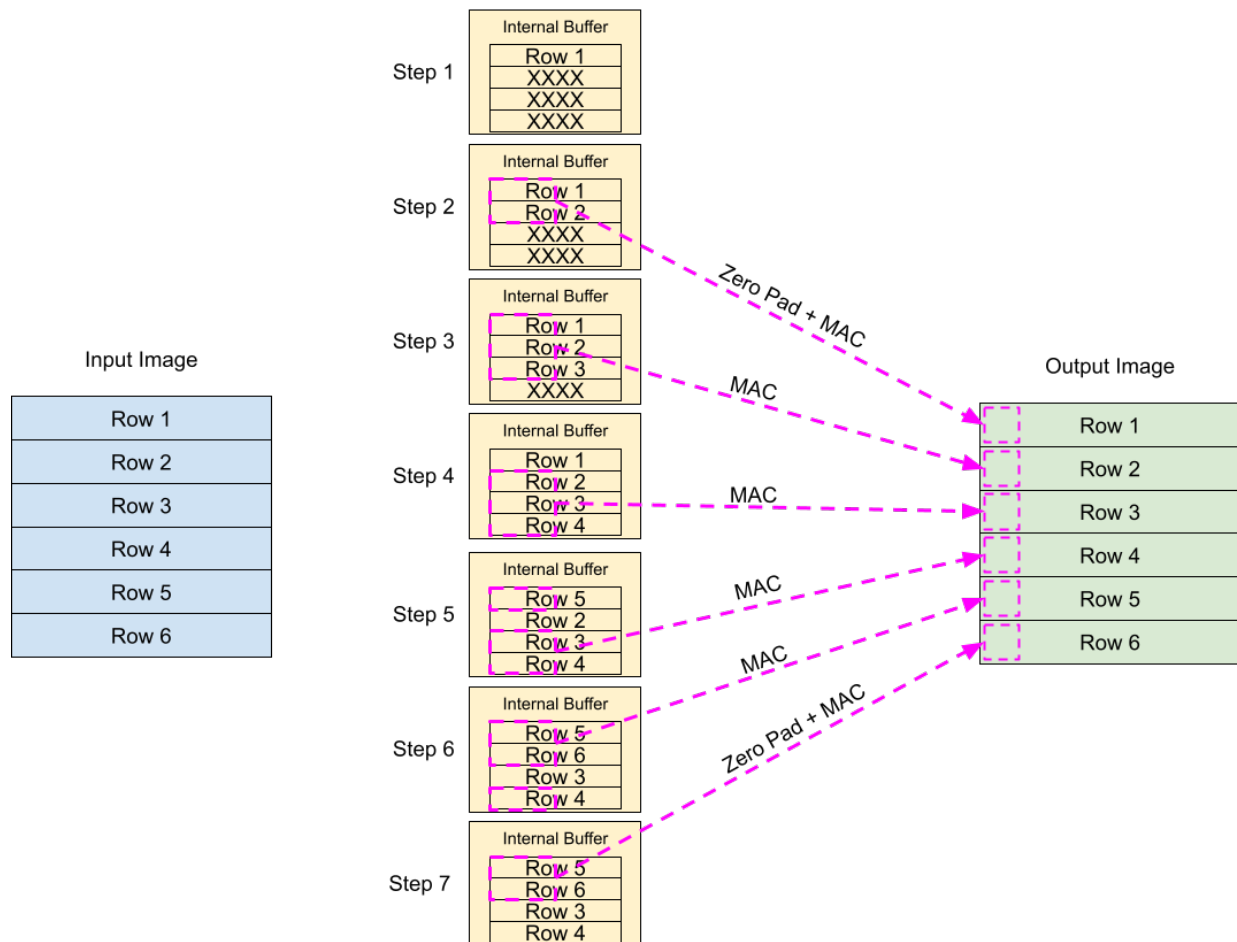 Input Image
Row 1
Row 2
Row 3
Row 4
Row 5
Row 6
Step 1
Internal Buffer
Row 1
XXXX
XXXX
XXXX
Step 2
Internal Buffer
Row 1
Row 2
XXXX
XXXX
Step 3
Internal Buffer
Row 1
Row 2
Row 3
XXXX
Step 4
Internal Buffer
Row 1
Row 2
Row 3
Row 4
Step 5
Internal Buffer
Row 5
Row 2
Row 3
Row 4
Step 6
Internal Buffer
Row 5
Row 6
Row 3
Row 4
Step 7
Internal Buffer
Row 5
Row 6
Row 3
Row 4
Zero Pad + MAC
MAC
MAC
MAC
MAC
Zero Pad + MAC
Output Image
Row 1
Row 2
Row 3
Row 4
Row 5
Row 6